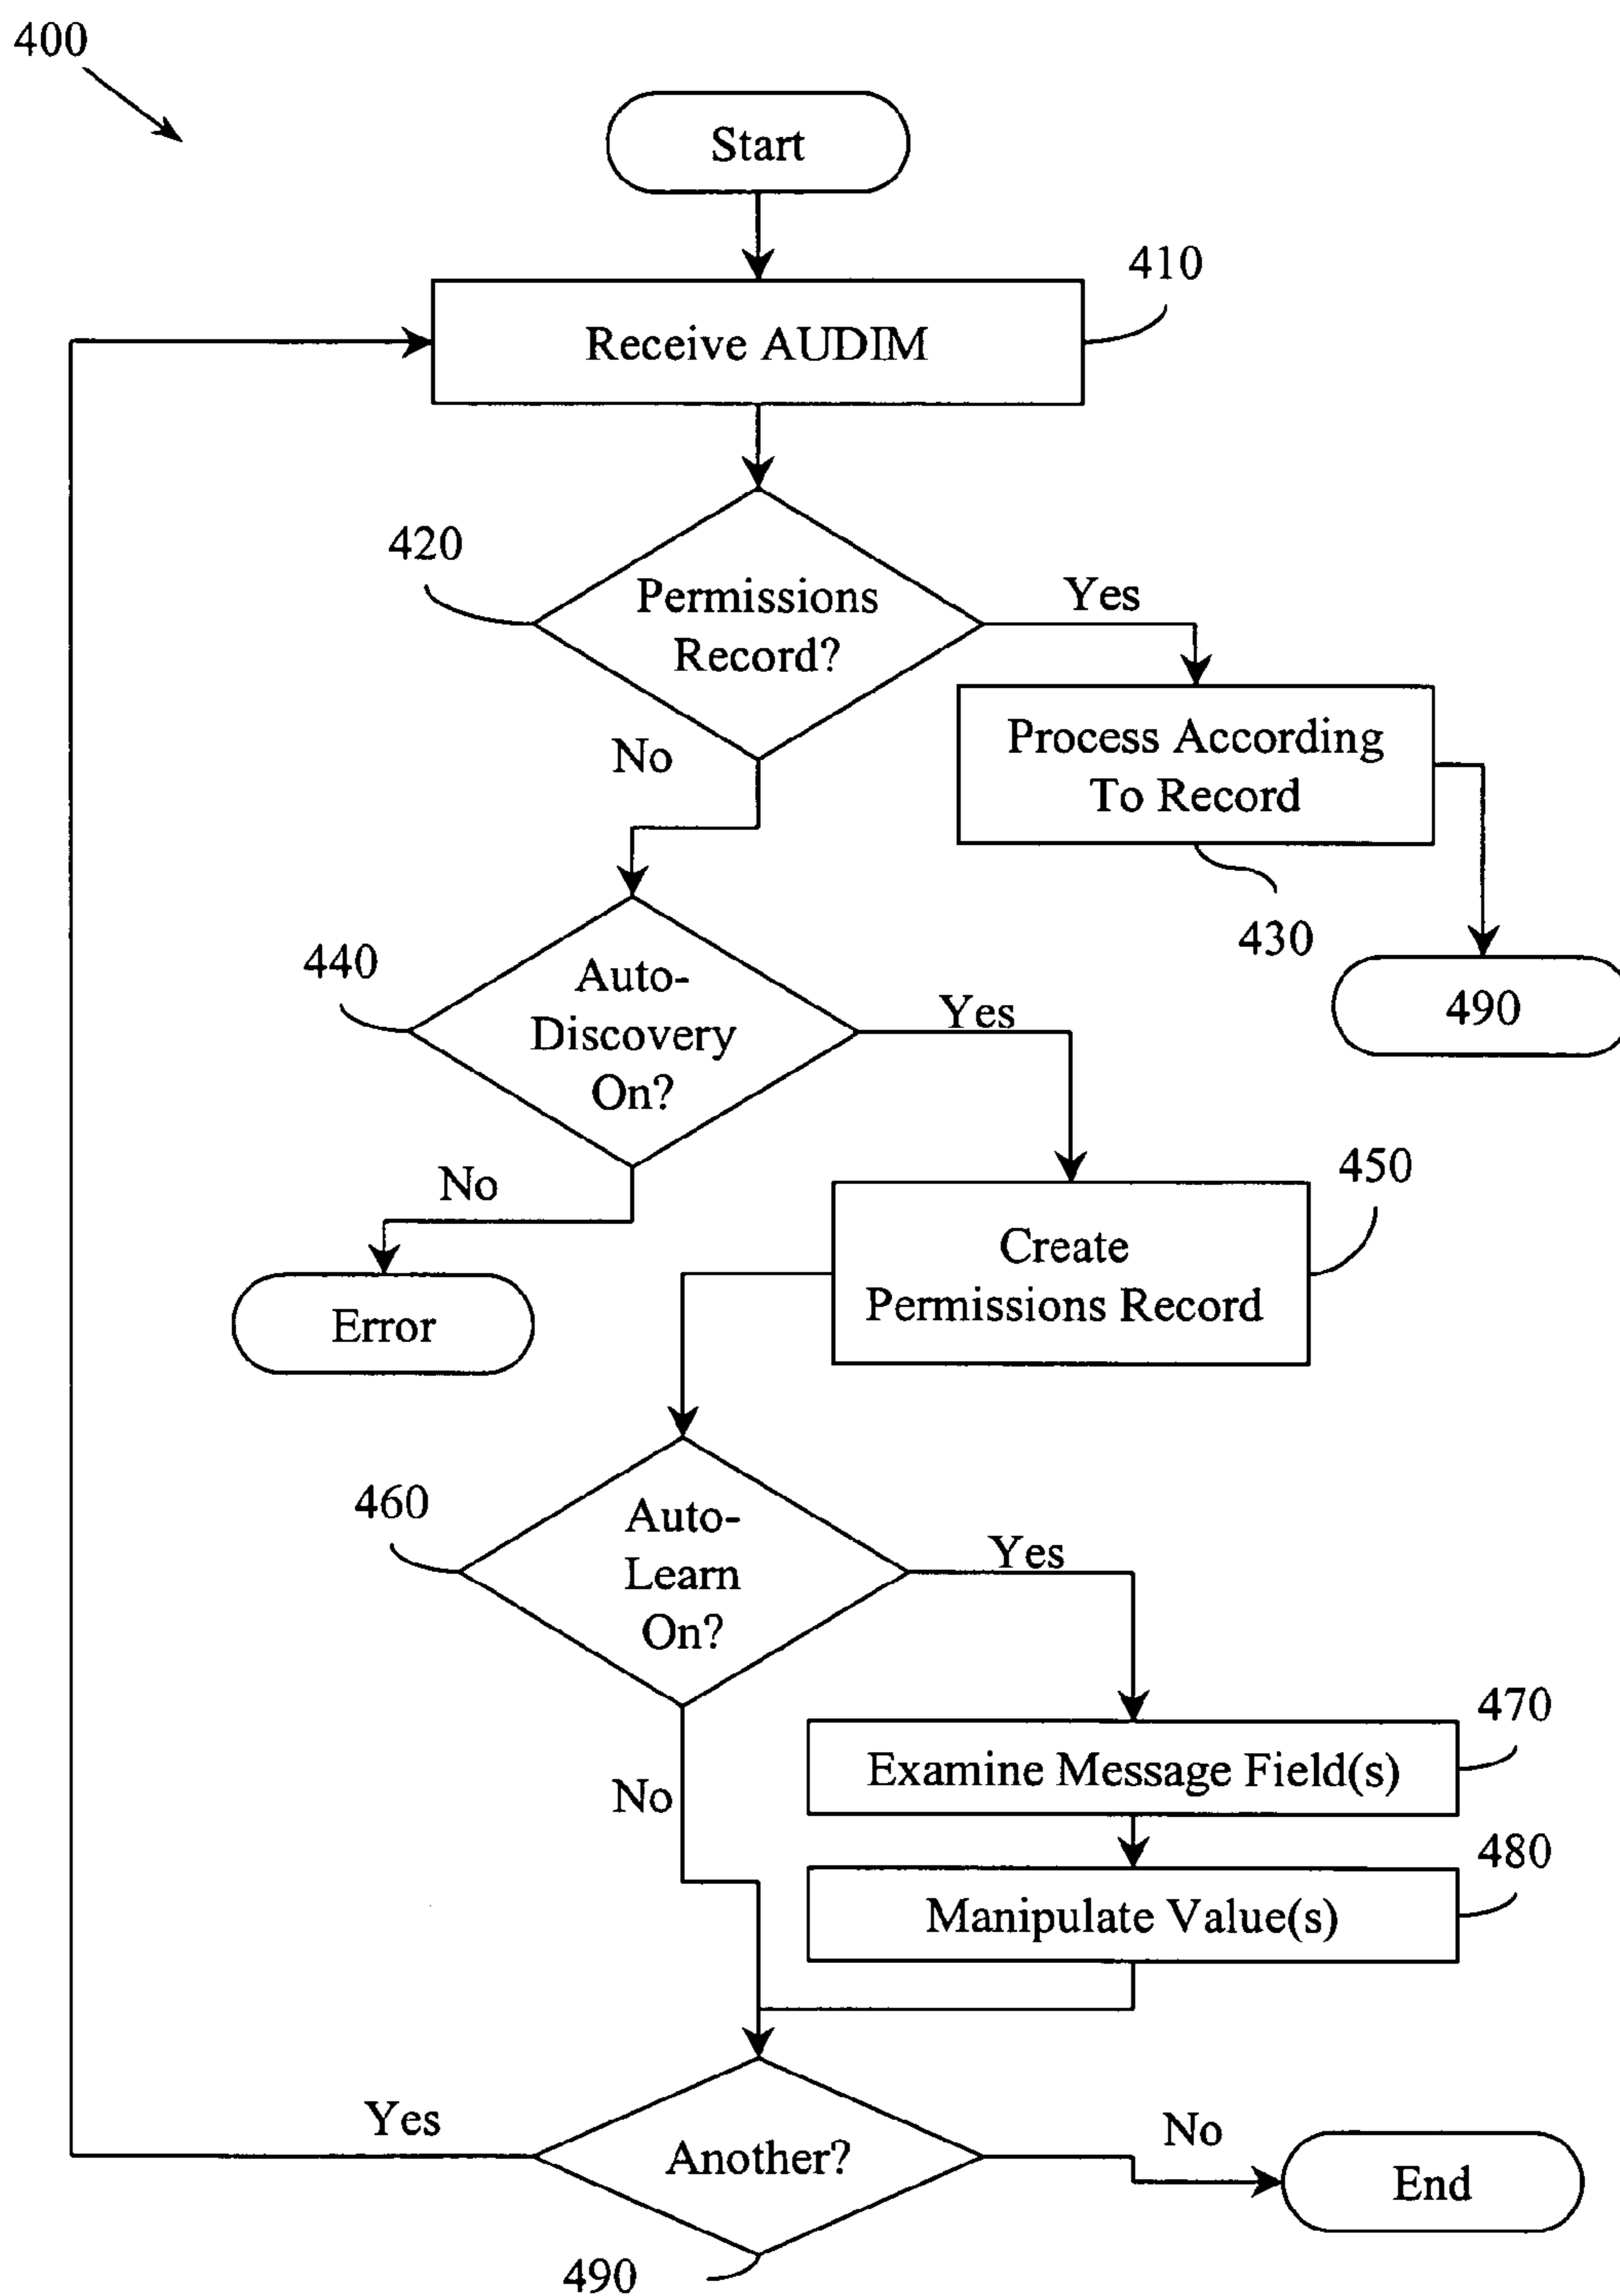 400
Start
410
Receive AUDIM
420
Permissions
Record?
Yes
Process According
To Record
No
430
440
Auto-
Discovery
On?
Yes
490
No
450
Create
Permissions Record
Error
460
Auto-
Learn
On?
Yes
470
Examine Message Field(s)
No
480
Manipulate Value(s)
Yes
Another?
No
End
490